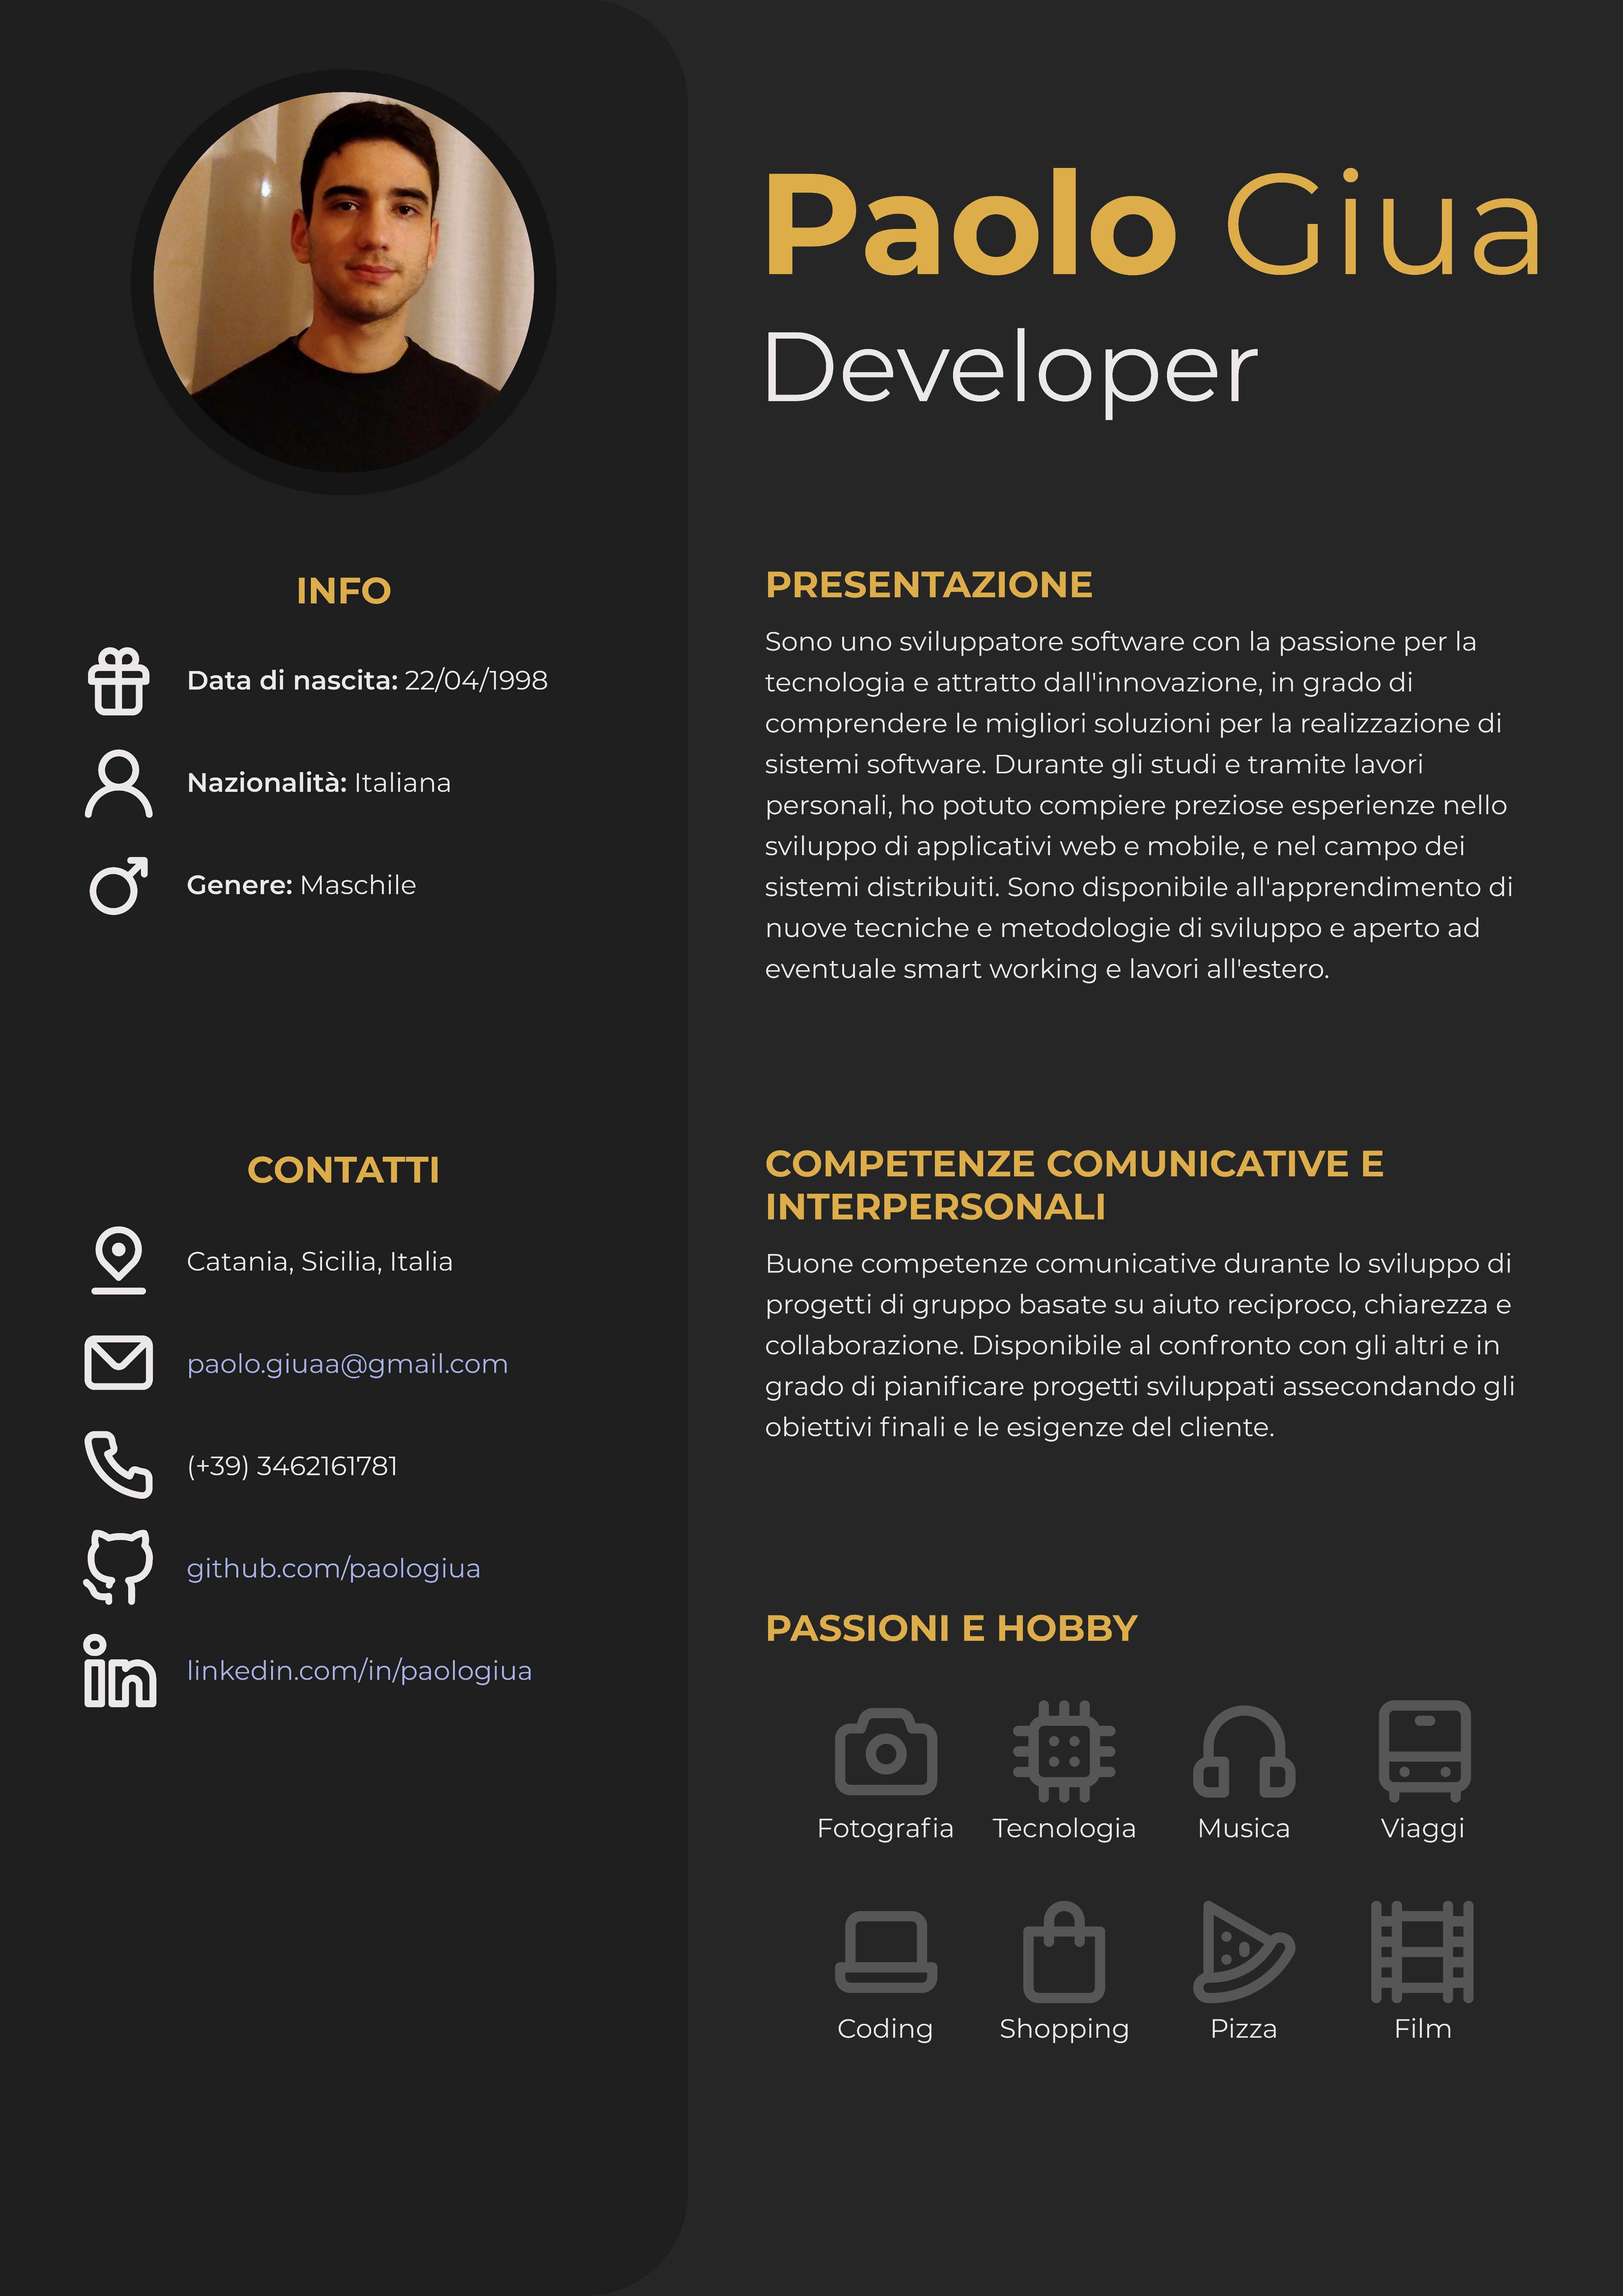 Paolo Giua
Developer
INFO
Data di nascita: 22/04/1998
Nazionalità: Italiana
Genere: Maschile
CONTATTI
Catania, Sicilia, Italia
paolo.giuaa@gmail.com
(+39) 3462161781
github.com/paologiua
linkedin.com/in/paologiua
PRESENTAZIONE
Sono uno sviluppatore software con la passione per la
tecnologia e attratto dall'innovazione, in grado di
comprendere le migliori soluzioni per la realizzazione di
sistemi software. Durante gli studi e tramite lavori
personali, ho potuto compiere preziose esperienze nello
sviluppo di applicativi web e mobile, e nel campo dei
sistemi distribuiti. Sono disponibile all'apprendimento di
nuove tecniche e metodologie di sviluppo e aperto ad
eventuale smart working e lavori all'estero.
COMPETENZE COMUNICATIVE E
INTERPERSONALI
Buone competenze comunicative durante lo sviluppo di
progetti di gruppo basate su aiuto reciproco, chiarezza e
collaborazione. Disponibile al confronto con gli altri e in
grado di pianificare progetti sviluppati assecondando gli
obiettivi finali e le esigenze del cliente.
PASSIONI E HOBBY
Fotografia Tecnologia Musica Viaggi
Coding Shopping Pizza Film